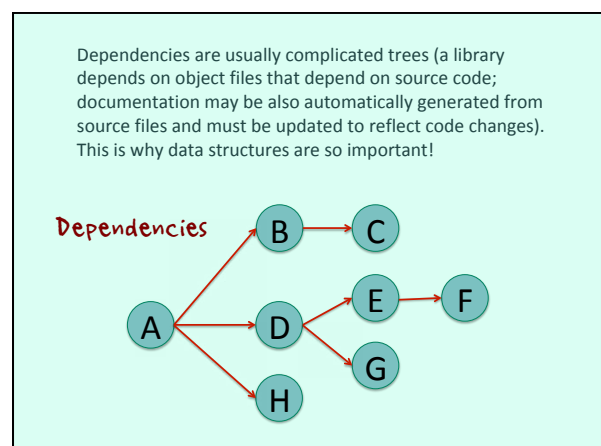 Dependencies are usually complicated trees (a library
depends on object files that depend on source code;
documentation may be also automatically generated from
source files and must be updated to reflect code changes).
This is why data structures are so important!
Dependencies
B
C
A
D
E
F
G
H